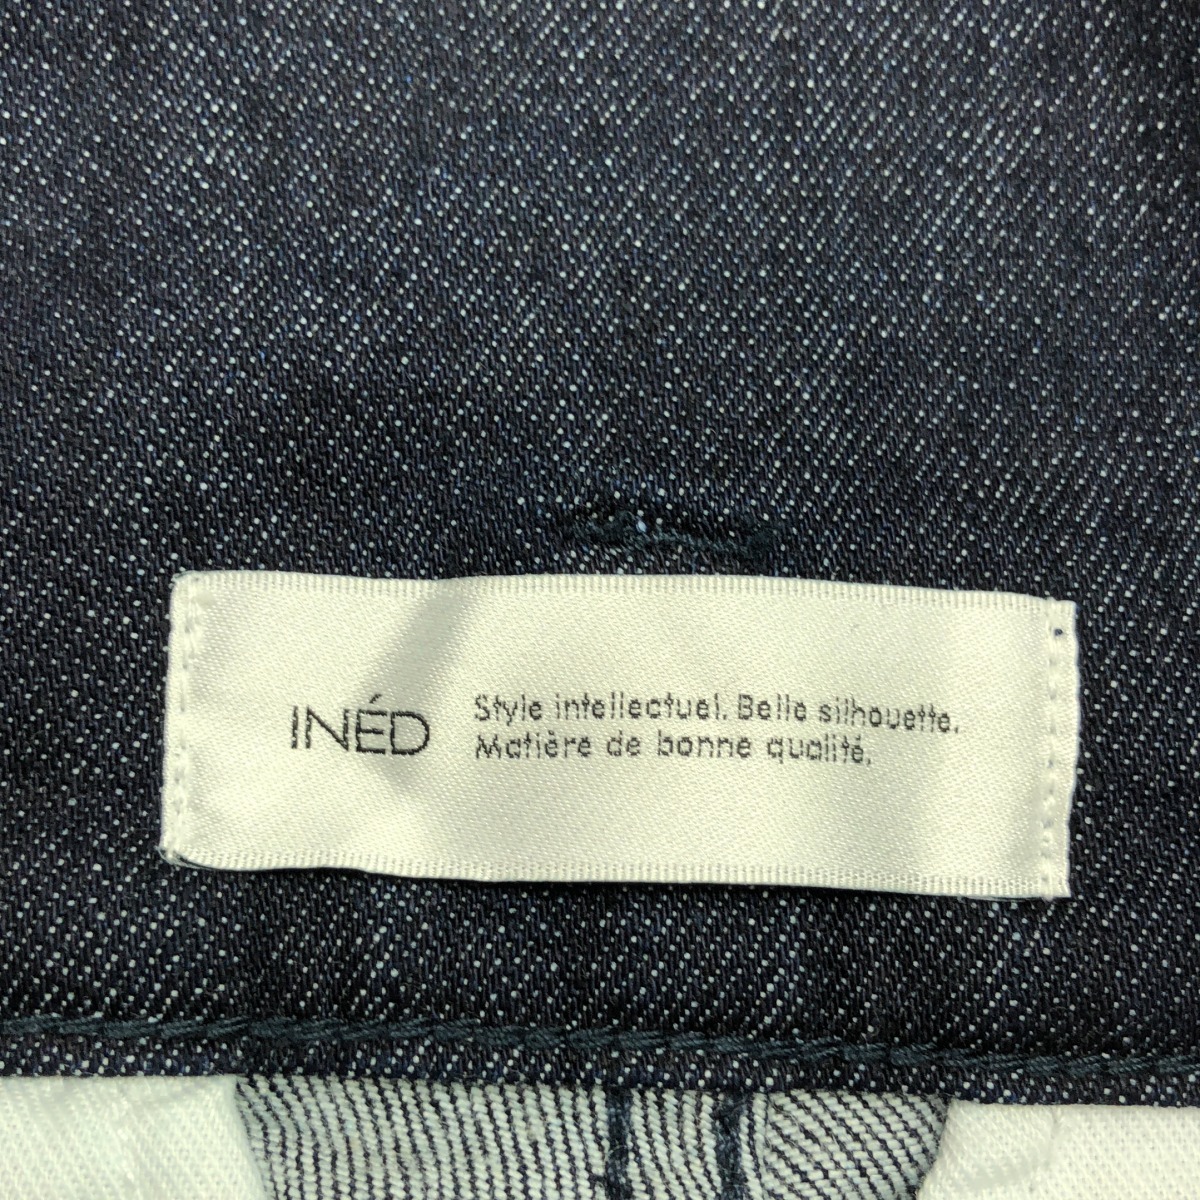 INÉD
Style intellectuel. Belle silhouette.
Matière de bonne qualité.